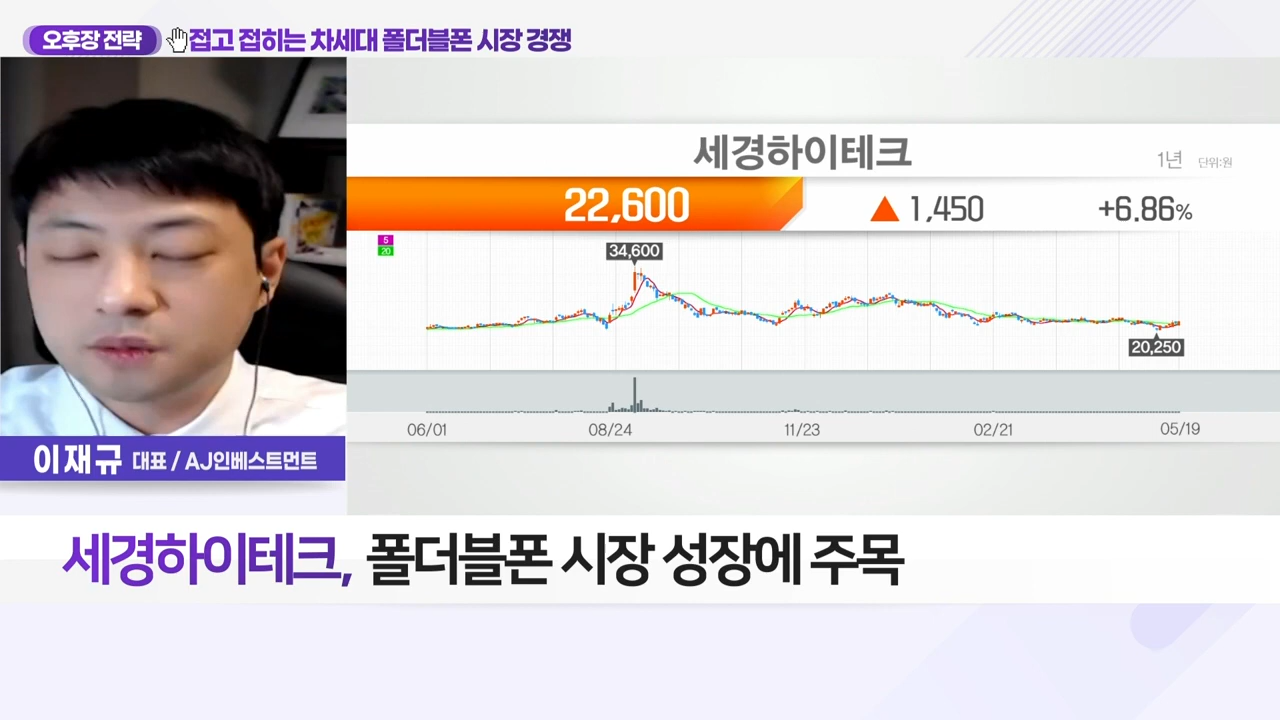 오후장 전략 접고 접히는 차세대 폴더블폰 시장 경쟁
세경하이테크
1년 단위:원
22,600 ▲ 1,450 +6.86%
5
20
34,600
20,250
06/01 08/24 11/23 02/21 05/19
이재규 대표 / AJ인베스트먼트
세경하이테크, 폴더블폰 시장 성장에 주목